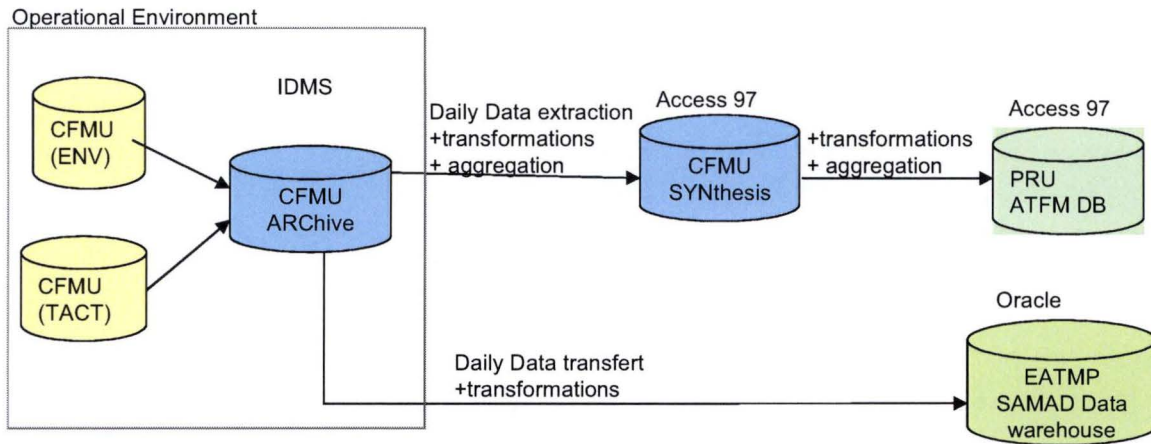 Operational Environment
IDMS
CFMU
(ENV)
CFMU
(TACT)
CFMU
ARChive
Daily Data extraction
+transformations
+ aggregation
Access 97
CFMU
SYNthesis
+transformations
+ aggregation
Access 97
PRU
ATFM DB
Daily Data transfert
+transformations
Oracle
EATMP
SAMAD Data
warehouse